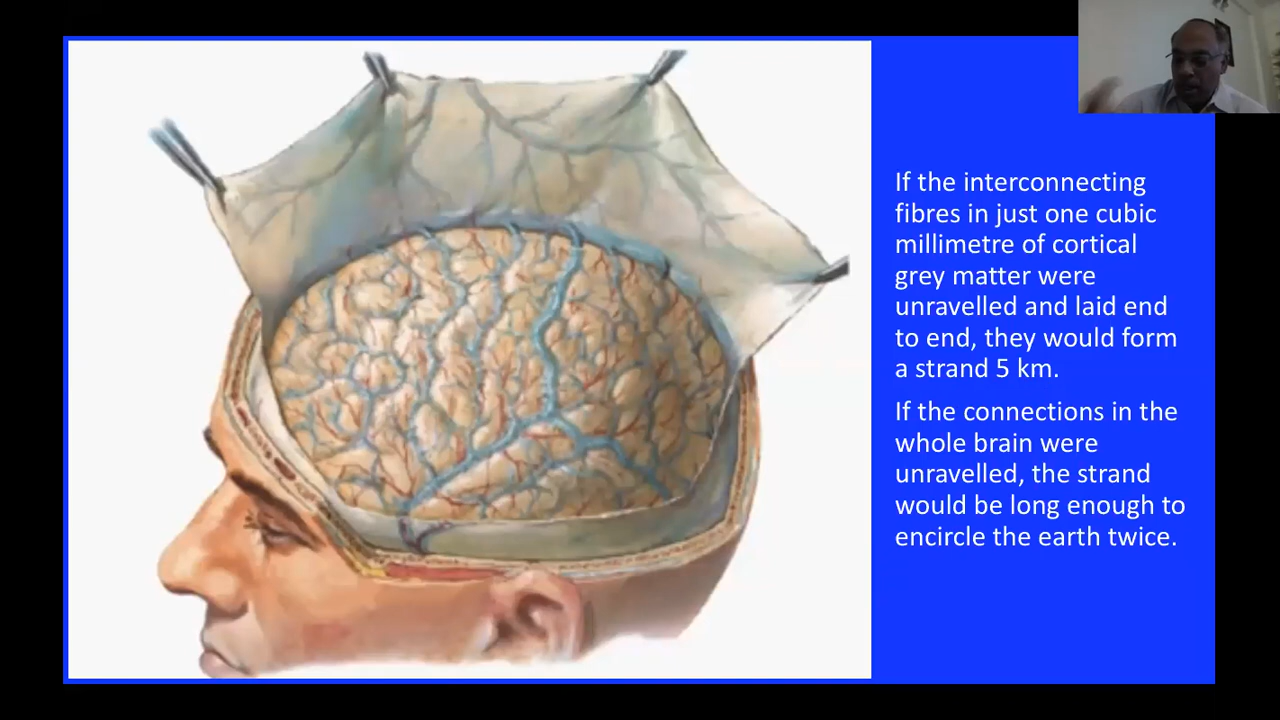 If the interconnecting
fibres in just one cubic
millimetre of cortical
grey matter were
unravelled and laid end
to end, they would form
a strand 5 km.
If the connections in the
whole brain were
unravelled, the strand
would be long enough to
encircle the earth twice.